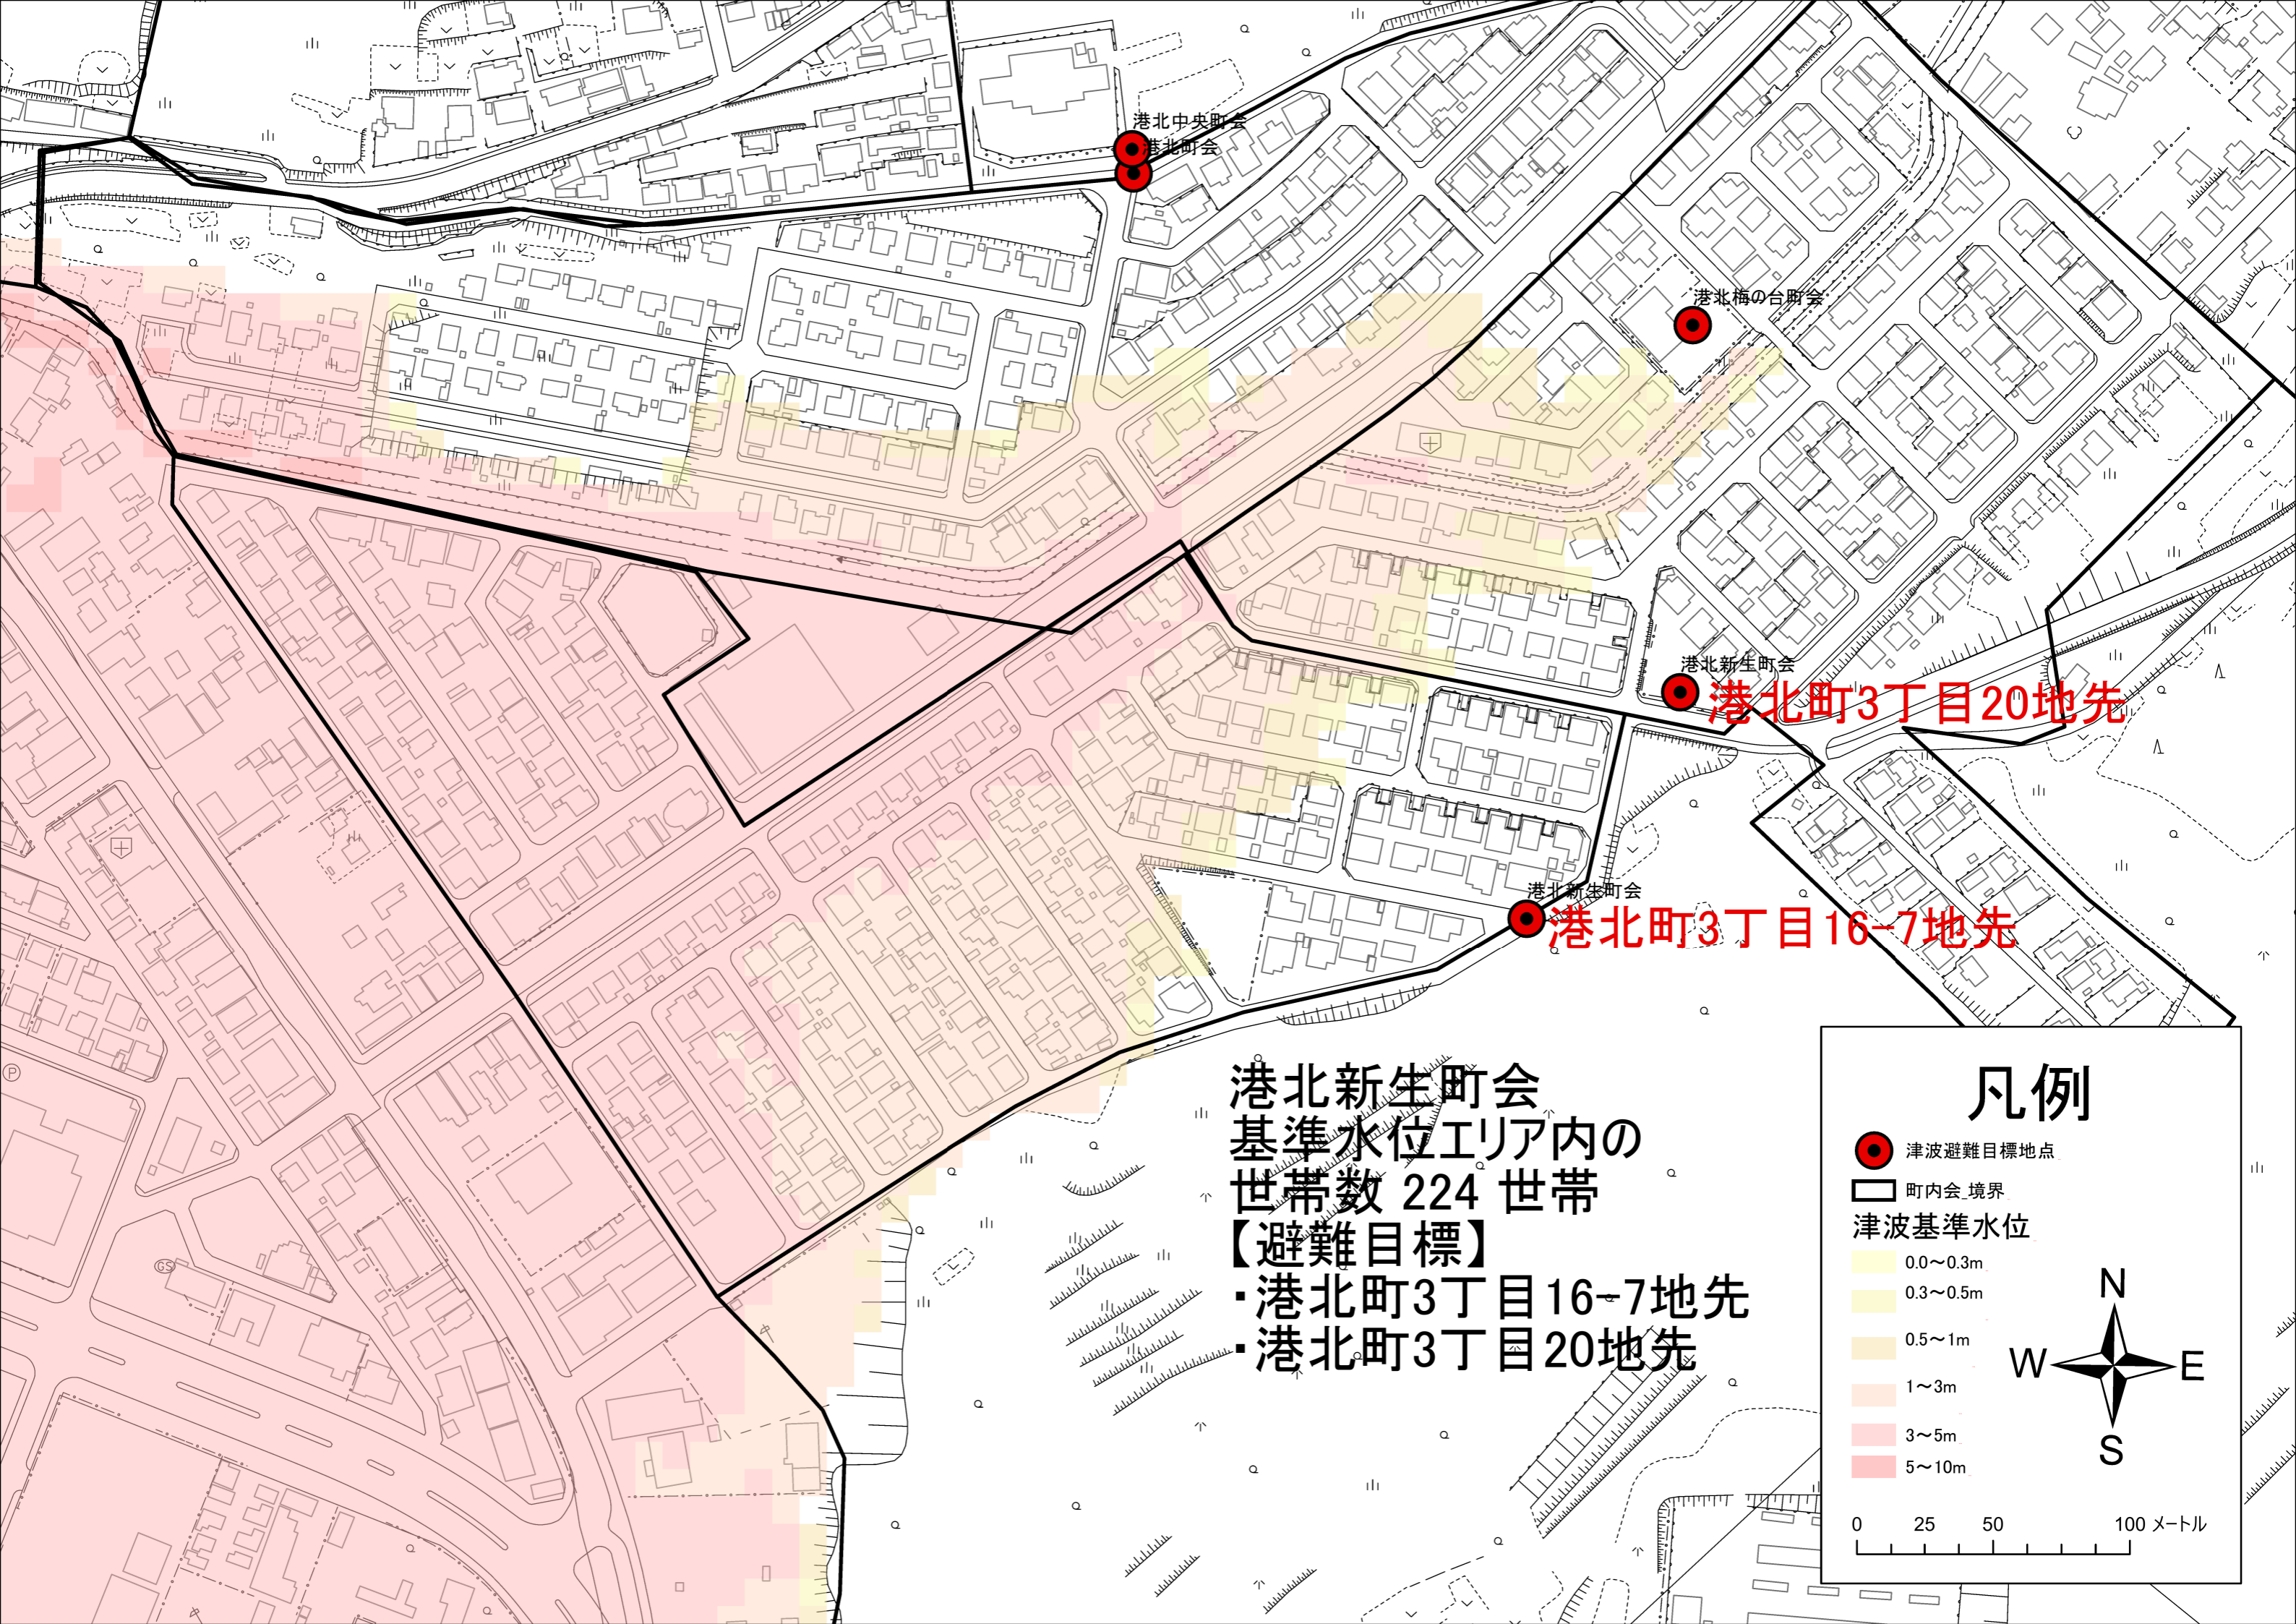 港北中央町会
港北町会
港北梅の台町会
港北新生町会
港北町3丁目20地先
港北新生町会
港北町3丁目16-7地先
P
GS
港北新生町会
基準水位エリア内の
世帯数 224 世帯
【避難目標】
・港北町3丁目16-7地先
・港北町3丁目20地先
凡例
津波避難目標地点
町内会_境界
津波基準水位
0.0～0.3m
0.3～0.5m
0.5～1m
1～3m
3～5m
5～10m
N
W E
S
0 25 50 100 メートル